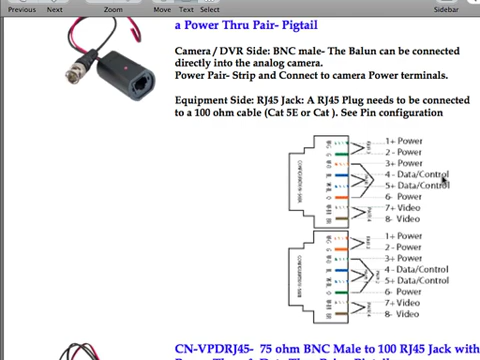 Previous Next Move Text Select Sidebar
a Power Thru Pair- Pigtail
Camera / DVR Side: BNC male- The Balun can be connected
directly into the analog camera.
Power Pair- Strip and Connect to camera Power terminals.
Equipment Side: RJ45 Jack: A RJ45 Plug needs to be connected
to a 100 ohm cable (Cat 5E or Cat ). See Pin configuration
1+ Power
2 - Power
3+ Power
4 - Data/Control
5+ Data/Control
6- Power
7+ Video
8- Video
1+ Power
2 - Power
3+ Power
4 - Data/Control
5+ Data/Control
6- Power
7+ Video
8- Video
CN-VPDRJ45- 75 ohm BNC Male to 100 RJ45 Jack with